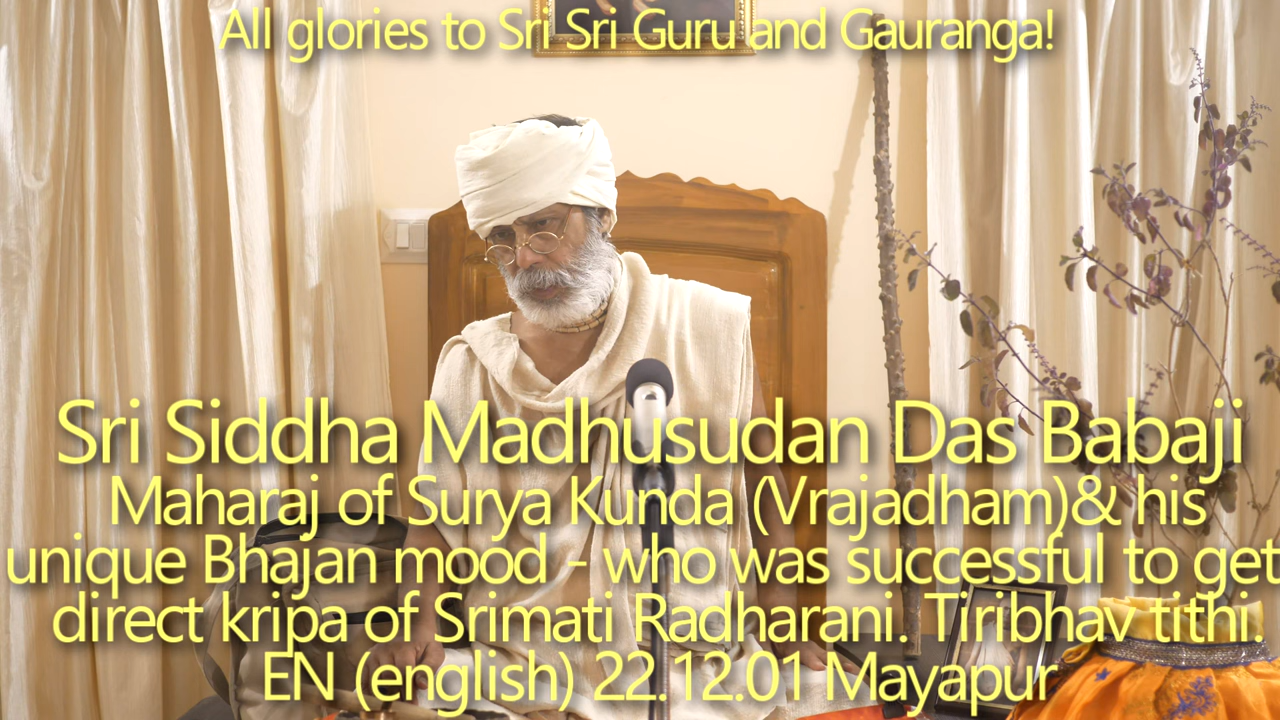 All glories to Sri Sri Guru and Gauranga!
Sri Siddha Madhusudan Das Babaji
Maharaj of Surya Kunda (Vrajadham)& his
unique Bhajan mood - who was successful to get
direct kripa of Srimati Radharani. Tiribhav tithi.
EN (english) 22.12.01 Mayapur